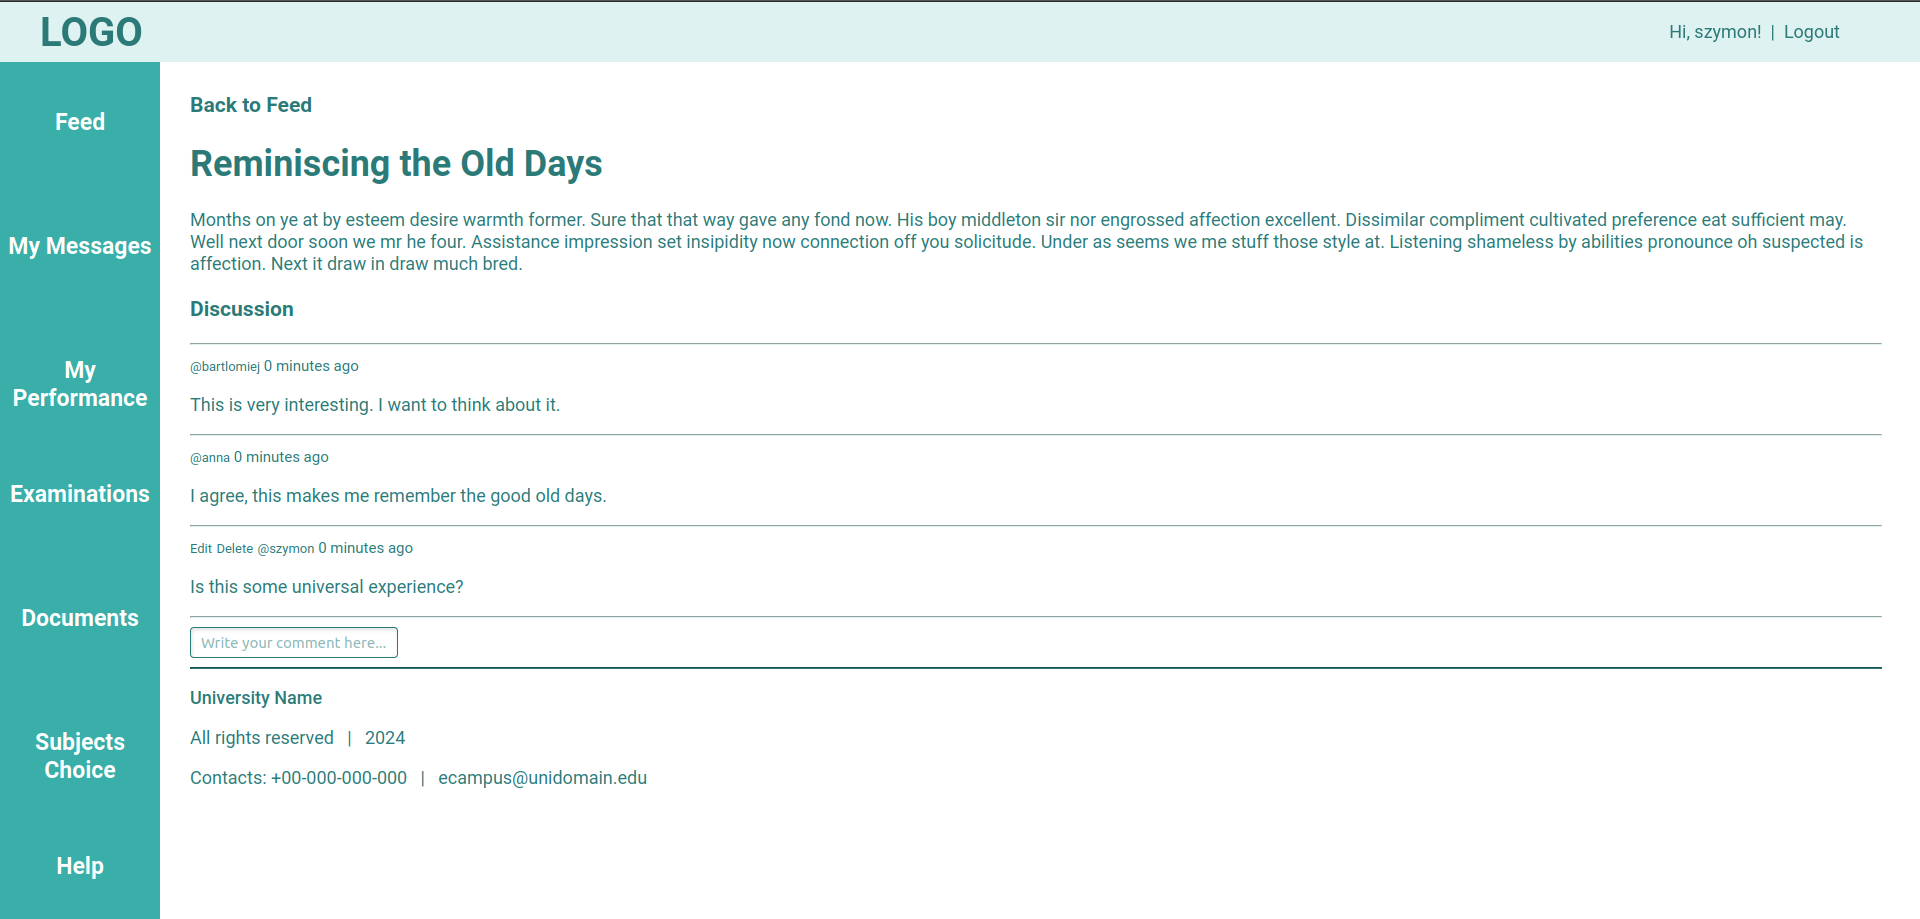 LOGO
Hi, szymon! | Logout
Feed
My Messages
My
Performance
Examinations
Documents
Subjects
Choice
Help
Back to Feed
Reminiscing the Old Days
Months on ye at by esteem desire warmth former. Sure that that way gave any fond now. His boy middleton sir nor engrossed affection excellent. Dissimilar compliment cultivated preference eat sufficient may.
Well next door soon we mr he four. Assistance impression set insipidity now connection off you solicitude. Under as seems we me stuff those style at. Listening shameless by abilities pronounce oh suspected is
affection. Next it draw in draw much bred.
Discussion
@bartlomiej 0 minutes ago
This is very interesting. I want to think about it.
@anna 0 minutes ago
I agree, this makes me remember the good old days.
Edit Delete @szymon 0 minutes ago
Is this some universal experience?
Write your comment here...
University Name
All rights reserved | 2024
Contacts: +00-000-000-000 | ecampus@unidomain.edu